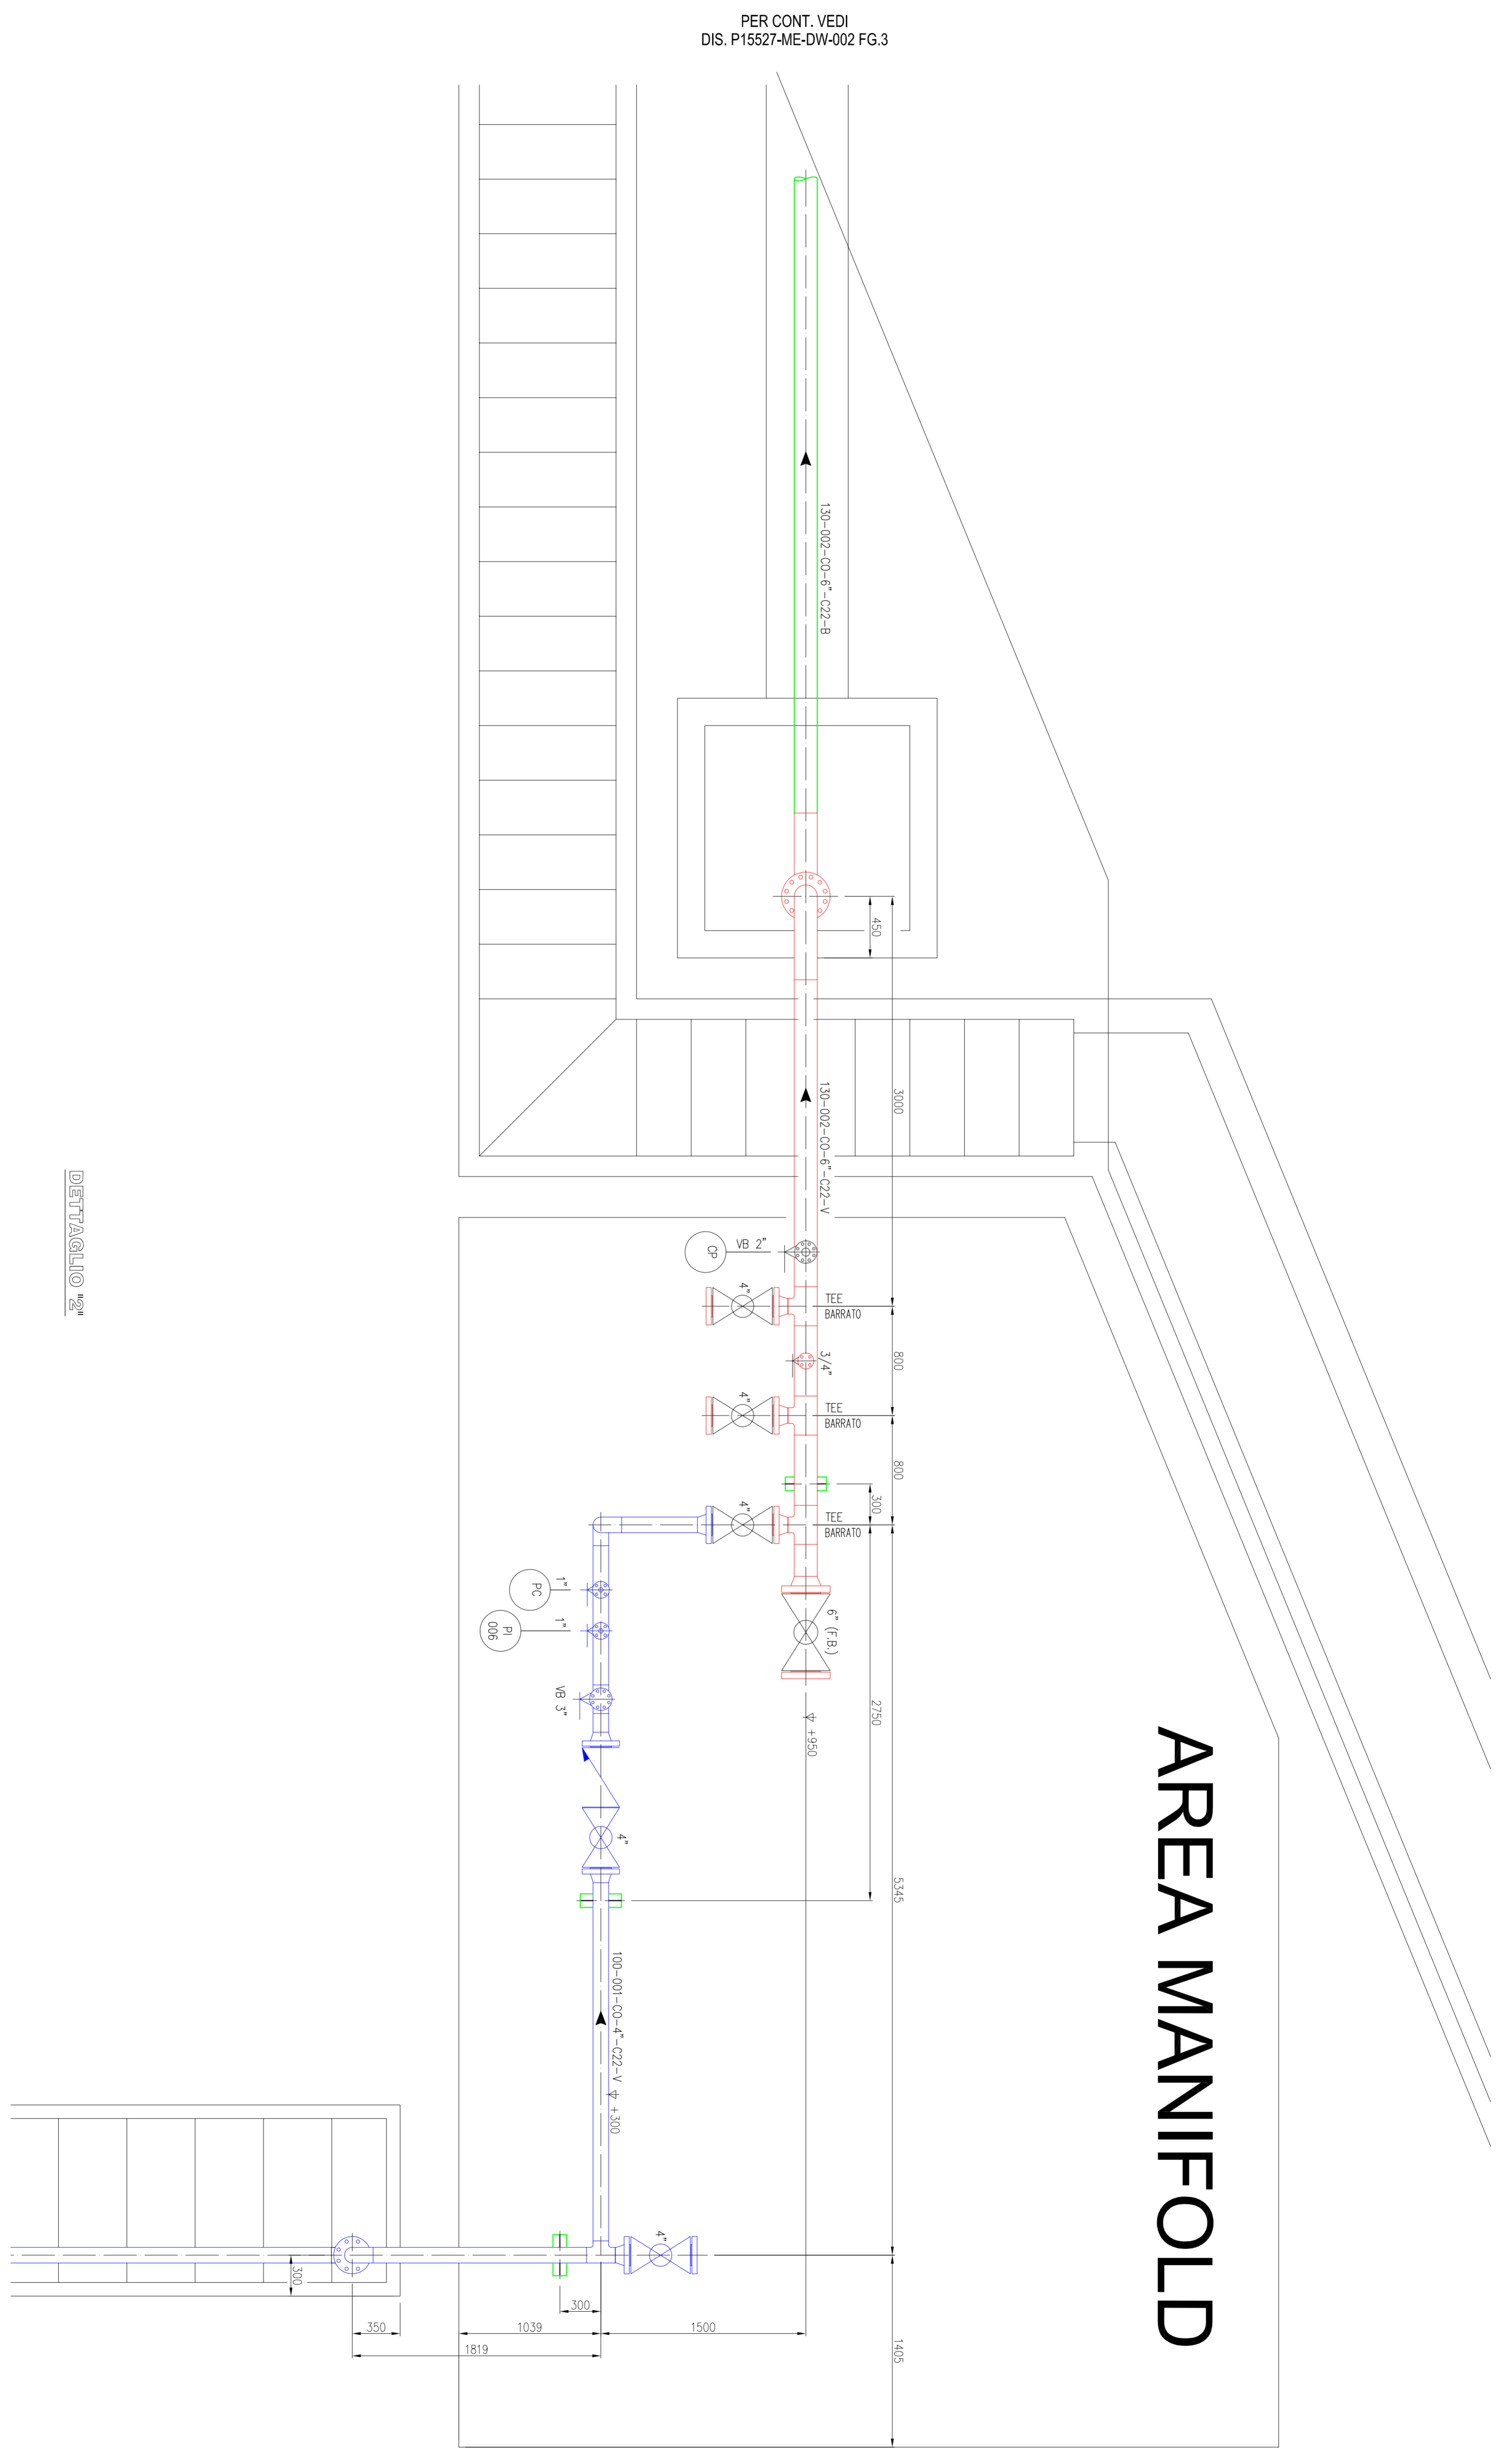 PER CONT. VEDI
DIS. P15527-ME-DW-002 FG.3
130-002-CO-6"-C22-B
450
3000
130-002-CO-6"-C22-V
DETTAGLIO "2"
CP
VB 2"
4"
TEE
BARRATO
3/4"
800
4"
TEE
BARRATO
800
300
4"
TEE
BARRATO
PC
1"
PI
006
1"
6" (F.B.)
VB 3"
2750
+950
4"
5345
100-001-CO-4"-C22-V
+300
AREA MANIFOLD
4"
300
300
350
1039
1500
1819
1405